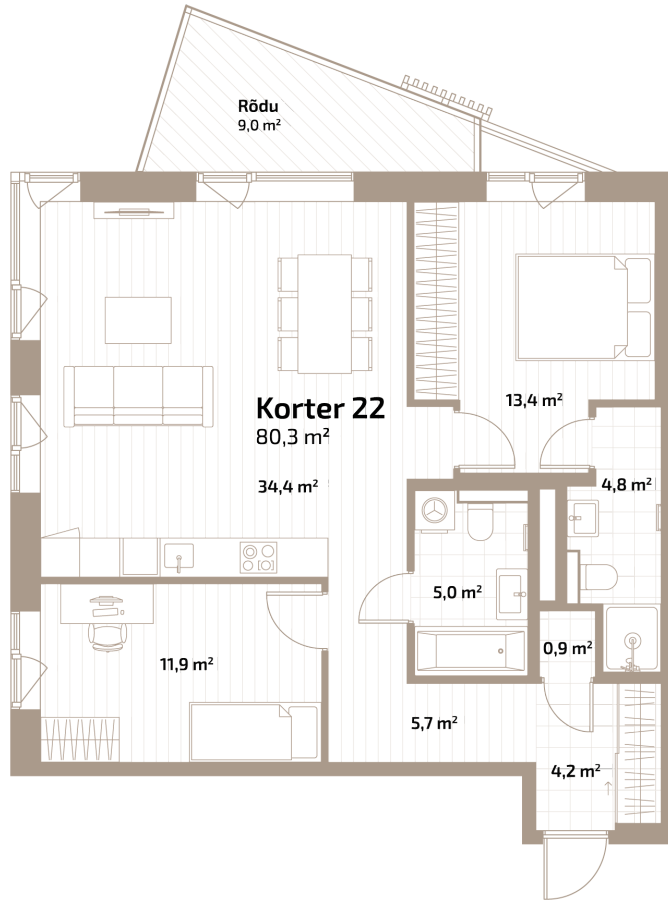 Rõdu
9,0 m²
Korter 22
80,3 m²
13,4 m²
34,4 m²
4,8 m²
5,0 m²
11,9 m²
0,9 m²
5,7 m²
4,2 m²